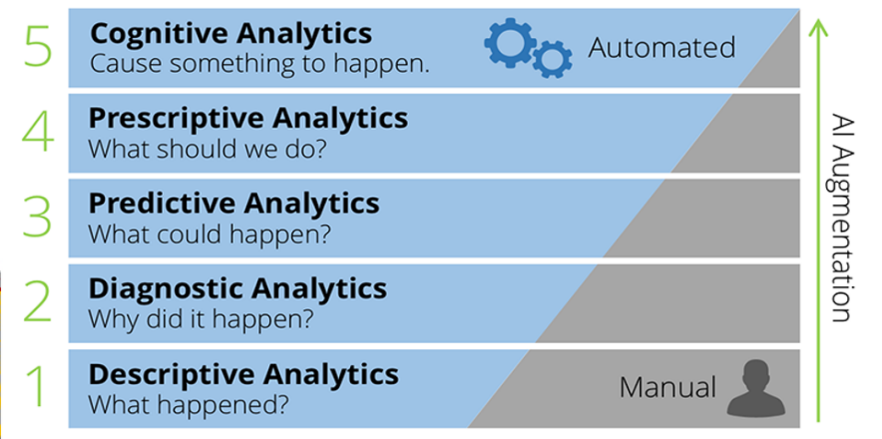 5
Cognitive Analytics
Cause something to happen.
Automated
4
Prescriptive Analytics
What should we do?
3
Predictive Analytics
What could happen?
2
Diagnostic Analytics
Why did it happen?
1
Descriptive Analytics
What happened?
Manual
AI Augmentation